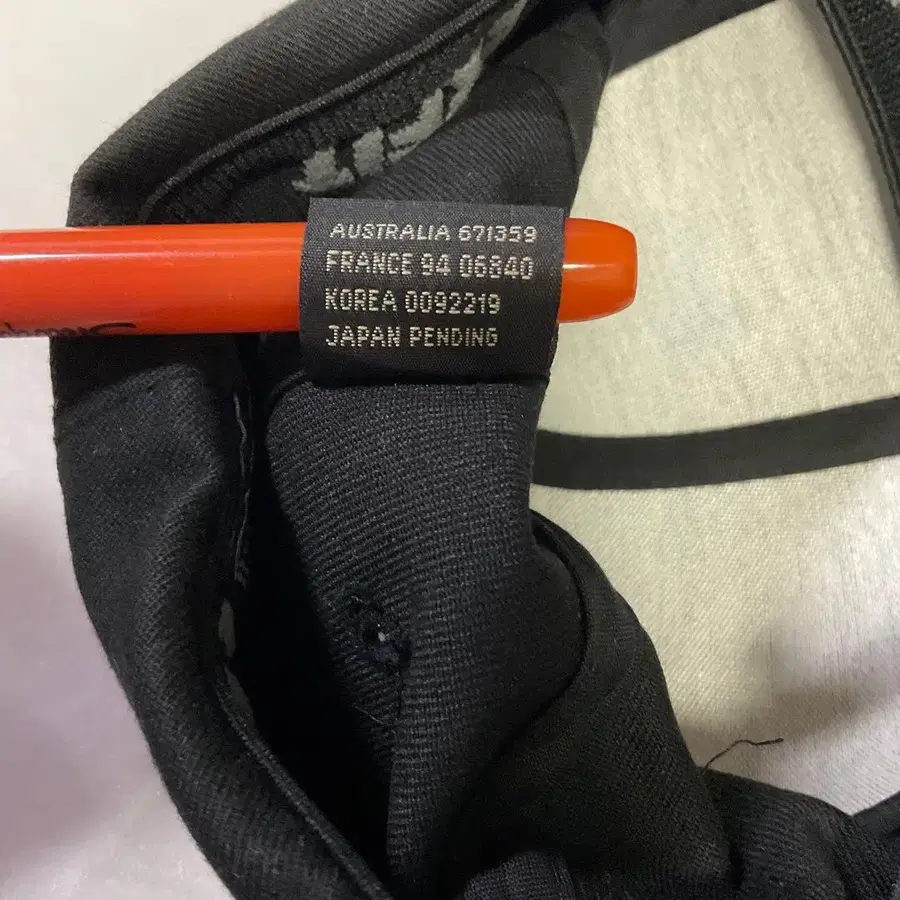 AUSTRALIA 671359
FRANCE 94 06840
KOREA 0092219
JAPAN PENDING